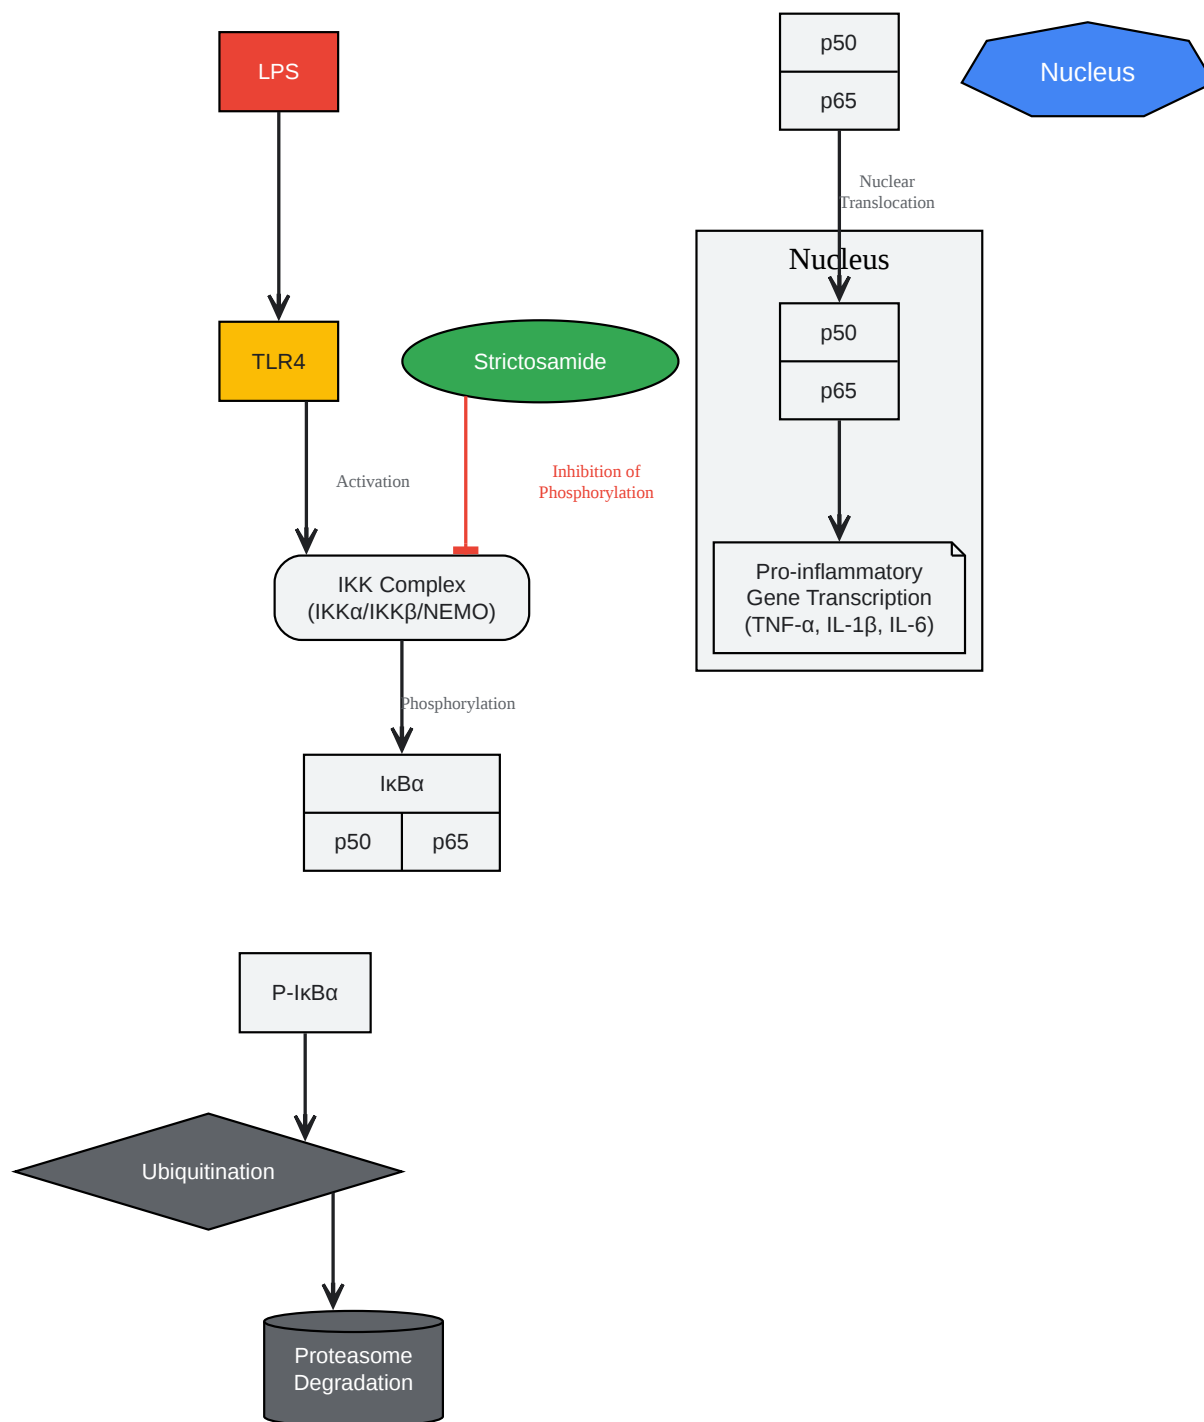 LPS
TLR4
Activation
Strictosamide
Inhibition of
Phosphorylation
IKK Complex
(IKKα/IKKβ/NEMO)
Phosphorylation
IκBα
p50
p65
P-IκBα
Ubiquitination
Proteasome
Degradation
p50
p65
Nuclear
Translocation
Nucleus
p50
p65
Pro-inflammatory
Gene Transcription
(TNF-α, IL-1β, IL-6)
Nucleus